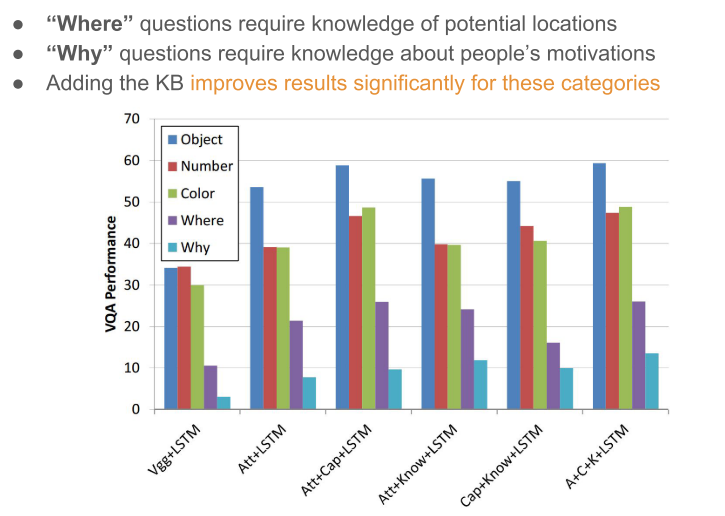 ● “Where” questions require knowledge of potential locations
● “Why” questions require knowledge about people’s motivations
● Adding the KB improves results significantly for these categories
70
60
50
40
30
20
10
0
VQA Performance
Object
Number
Color
Where
Why
Vgg+LSTM
Att+LSTM
Att+Cap+LSTM
Att+Know+LSTM
Cap+Know+LSTM
A+C+K+LSTM